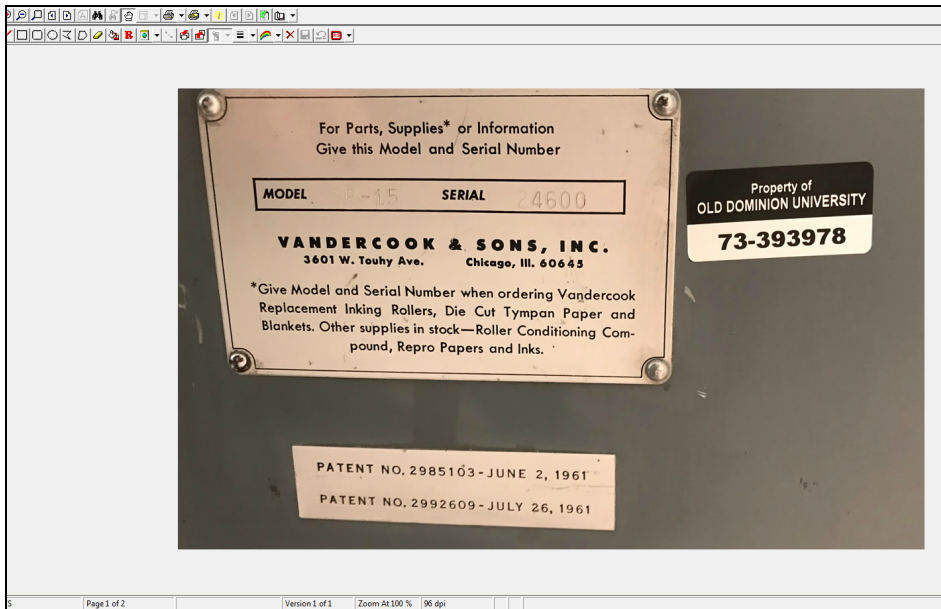 For Parts, Supplies* or Information
Give this Model and Serial Number
MODEL -15 SERIAL 24600
VANDERCOOK & SONS, INC.
3601 W. Touhy Ave. Chicago, Ill. 60645
*Give Model and Serial Number when ordering Vandercook
Replacement Inking Rollers, Die Cut Tympan Paper and
Blankets. Other supplies in stock—Roller Conditioning Com-
pound, Repro Papers and Inks.
Property of
OLD DOMINION UNIVERSITY
73-393978
PATENT NO. 2985103-JUNE 2, 1961
PATENT NO. 2992609-JULY 26, 1961
S Page 1 of 2 Version 1 of 1 Zoom At 100 % 96 dpi